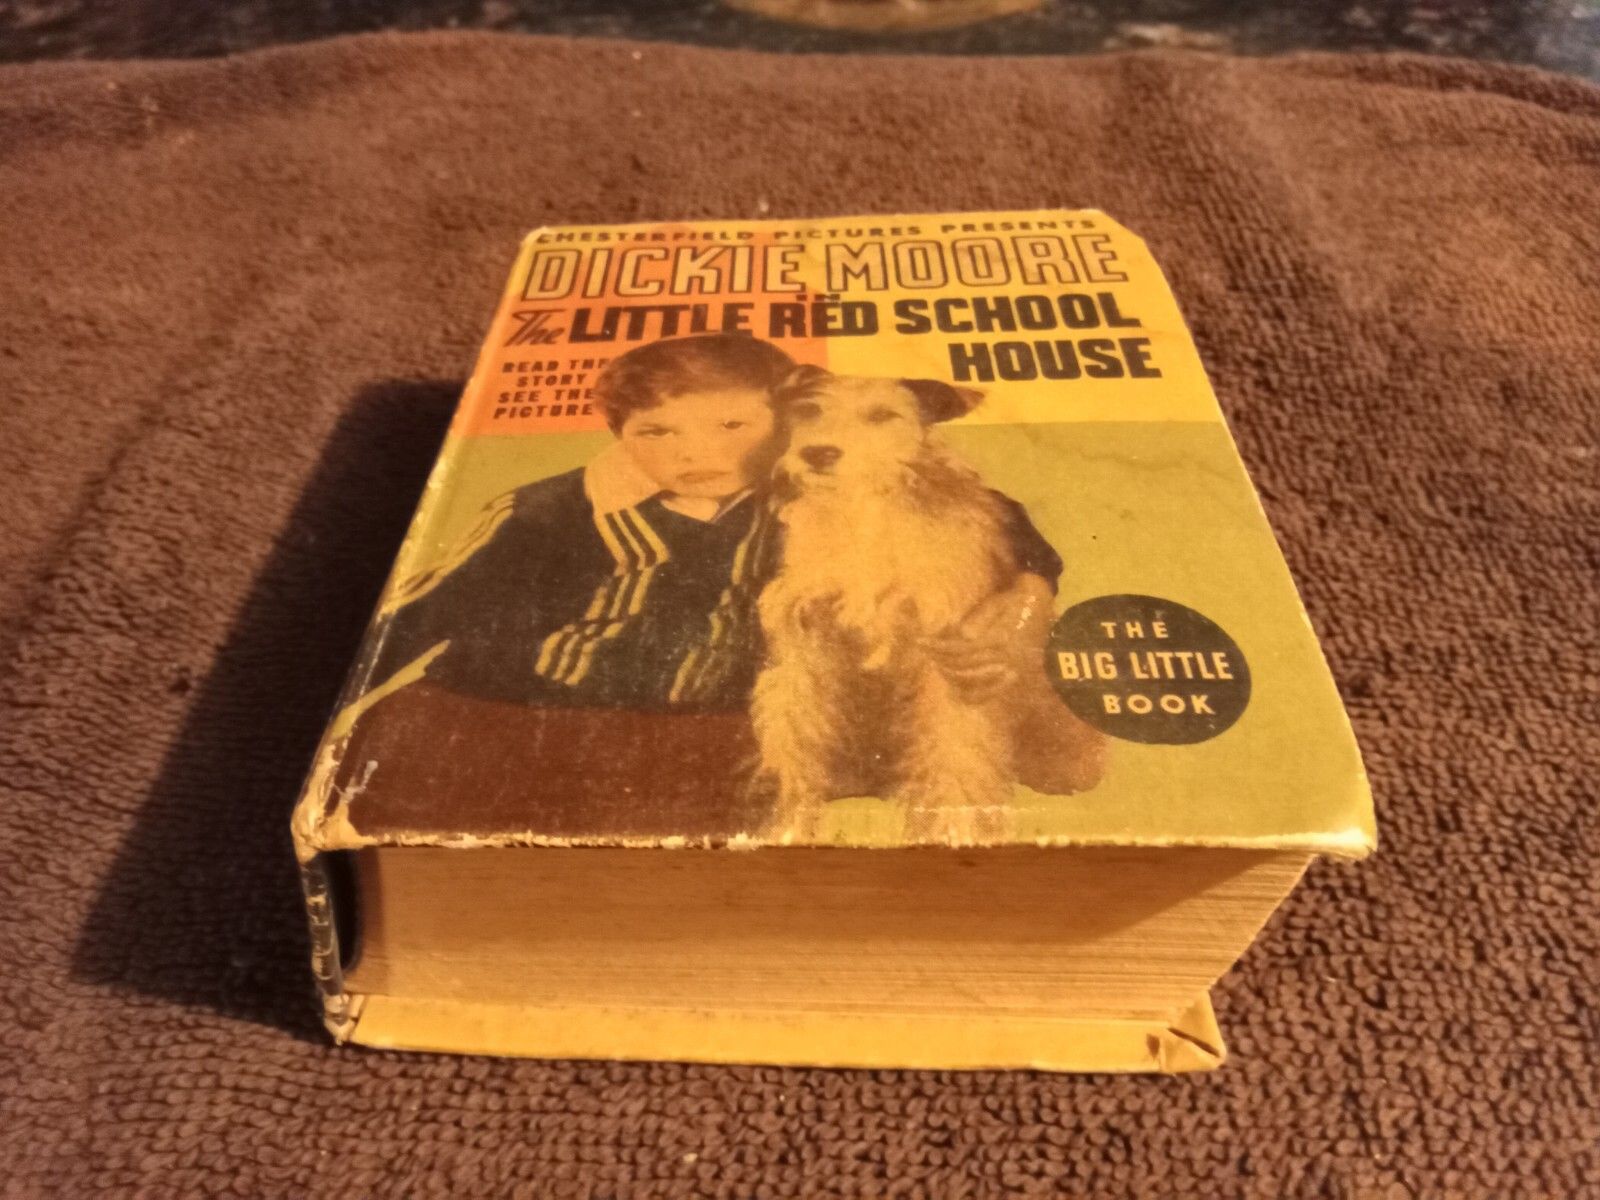 CHESTERFIELD PICTURES PRESENTS
DICKIE MOORE
The LITTLE RED SCHOOL
HOUSE
READ THE
STORY
SEE THE
PICTURE
THE
BIG LITTLE
BOOK